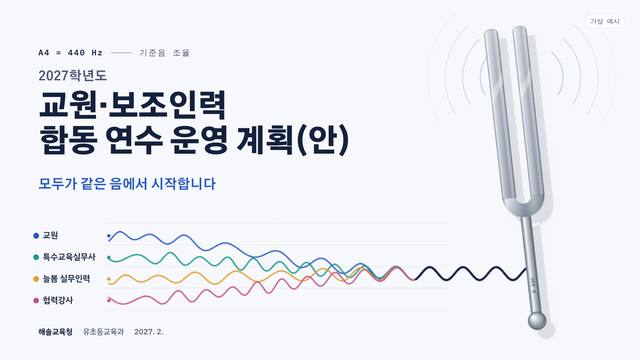 가상 예시
A4 = 440 Hz 기준음 조율
2027학년도
교원·보조인력
합동 연수 운영 계획(안)
모두가 같은 음에서 시작합니다
교원
특수교육실무사
늘봄 실무인력
협력강사
해솔교육청 유초등교육과 2027. 2.